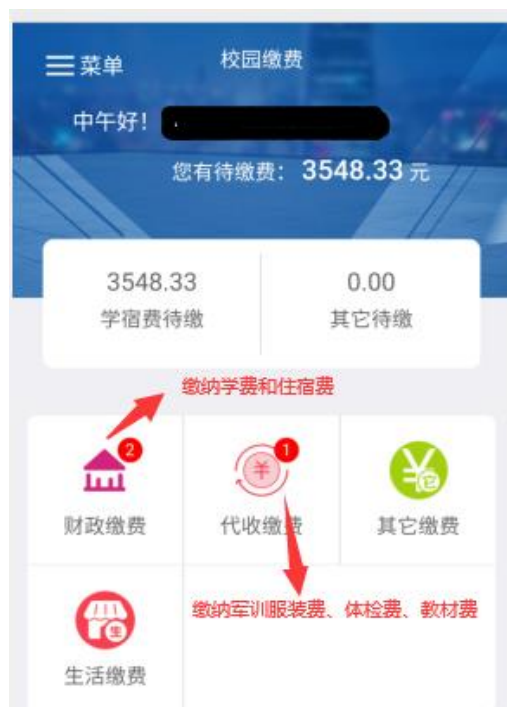 菜单
校园缴费
中午好！
您有待缴费： 3548.33 元
3548.33
0.00
学宿费待缴
其它待缴
缴纳学费和住宿费
2
1
¥
¥
它
财政缴费
代收缴费
其它缴费
缴纳军训服装费、体检费、教材费
生
生活缴费